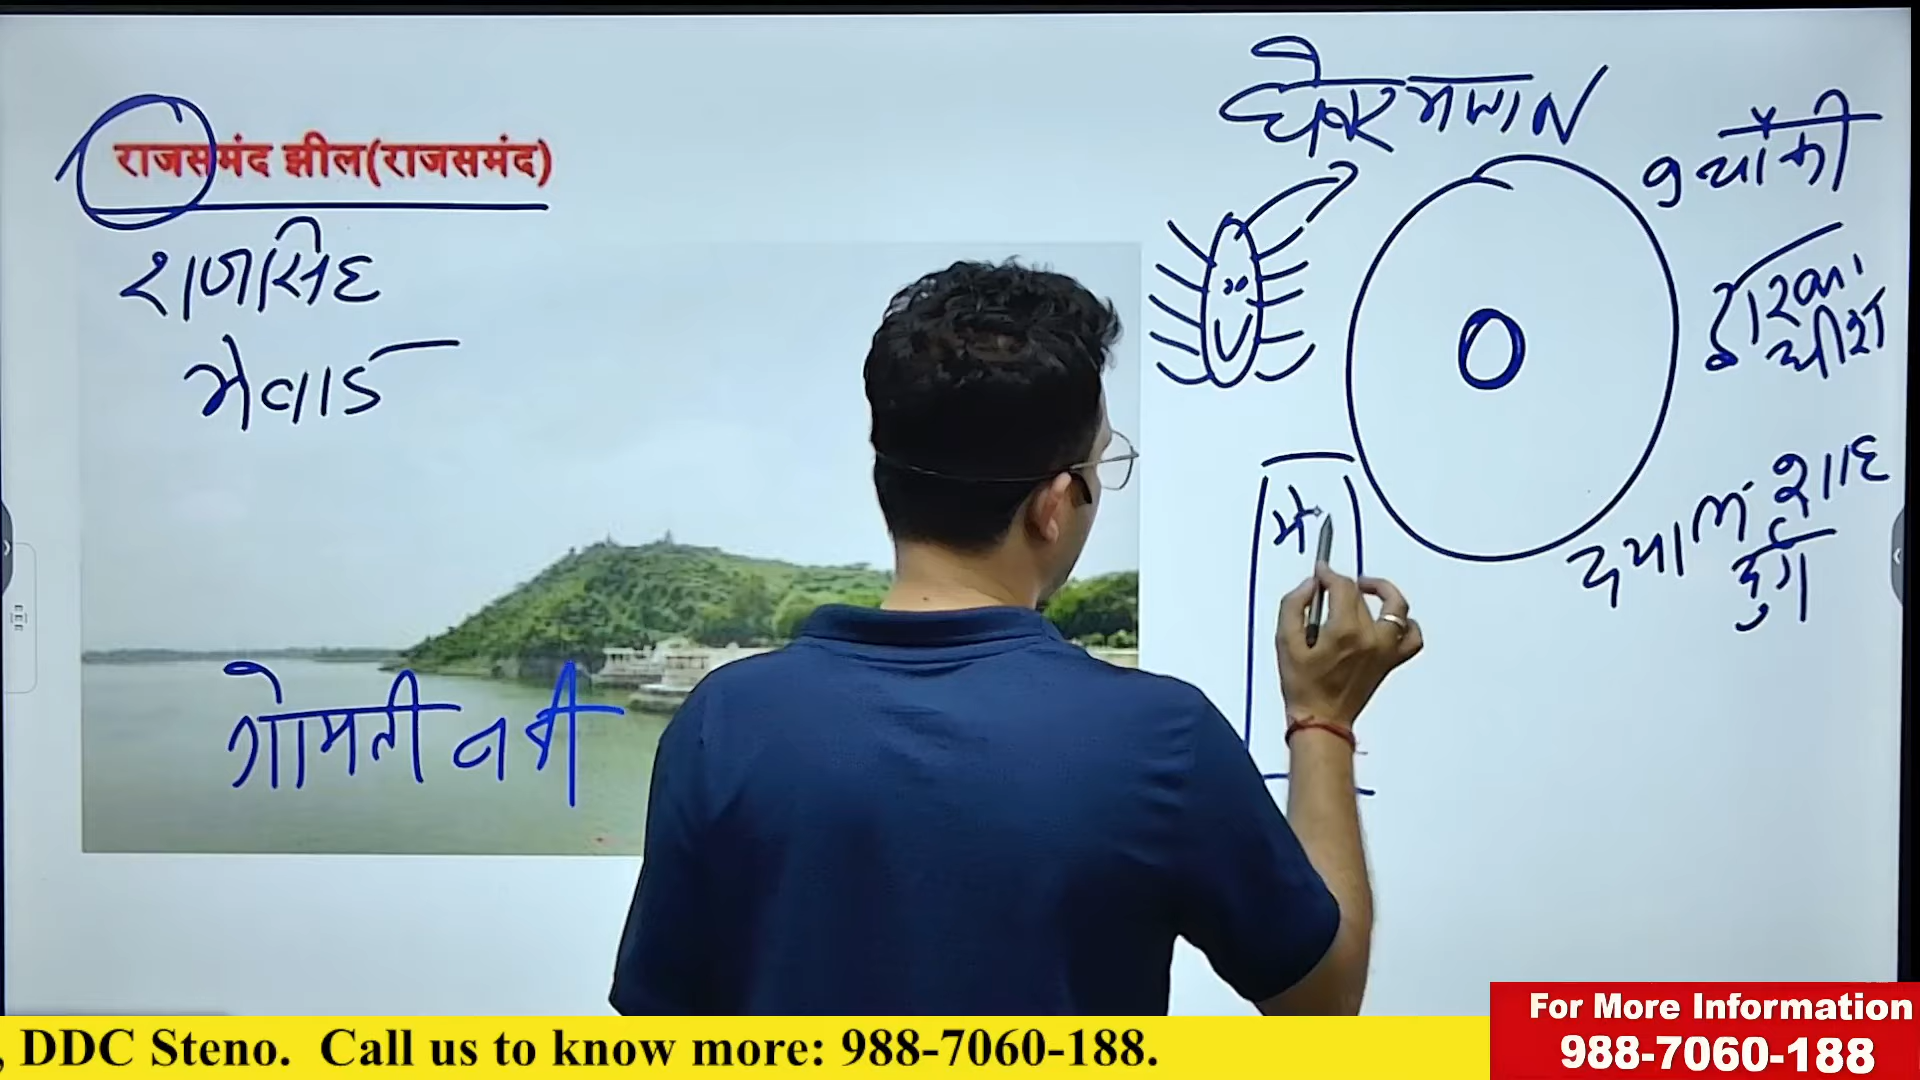 राजसमंद झील(राजसमंद)
राजसिंह
मेवाड
गोमती नदी
घेवर माता
9 चौकी
द्वारका
धीश
दयाल शाह
दुर्ग
मे
, DDC Steno.  Call us to know more: 988-7060-188.
For More Information
988-7060-188